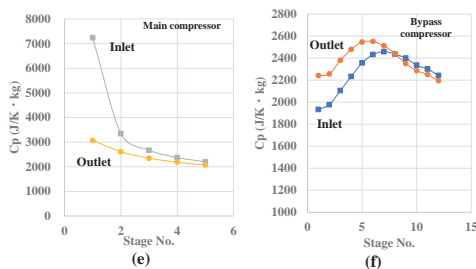 8000
7000
6000
5000
4000
3000
2000
1000
0
Cp (J/K・kg)
Main compressor
Inlet
Outlet
0 2 4 6
Stage No.
(e)
2800
2600
2400
2200
2000
1800
1600
1400
1200
1000
Cp (J/K・kg)
Bypass
compressor
Outlet
Inlet
0 5 10 15
Stage No.
(f)